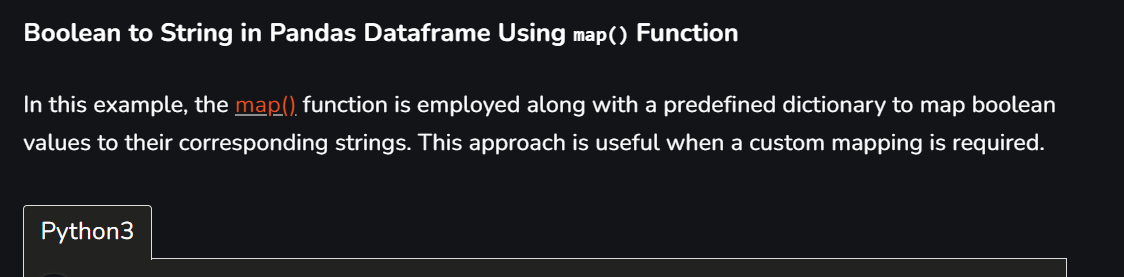 Boolean to String in Pandas Dataframe Using map() Function
In this example, the map() function is employed along with a predefined dictionary to map boolean
values to their corresponding strings. This approach is useful when a custom mapping is required.
Python3